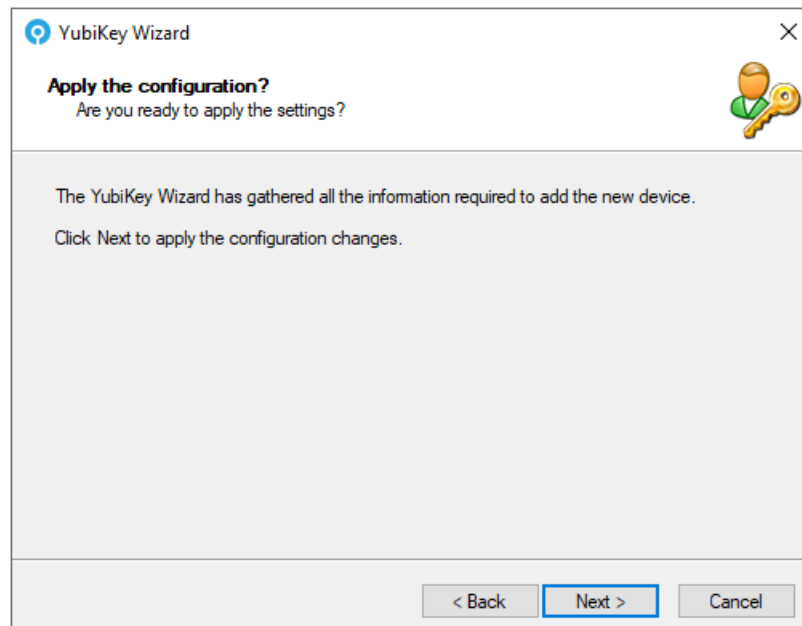 YubiKey Wizard
Apply the configuration?
Are you ready to apply the settings?
The YubiKey Wizard has gathered all the information required to add the new device.
Click Next to apply the configuration changes.
< Back
Next >
Cancel